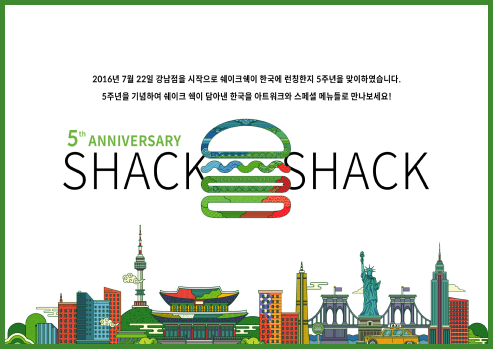 2016년 7월 22일 강남점을 시작으로 쉐이크쉑이 한국에 런칭한지 5주년을 맞이하였습니다.
5주년을 기념하여 쉐이크 쉑이 담아낸 한국을 아트워크와 스페셜 메뉴들로 만나보세요!
5th ANNIVERSARY
SHACK SHACK